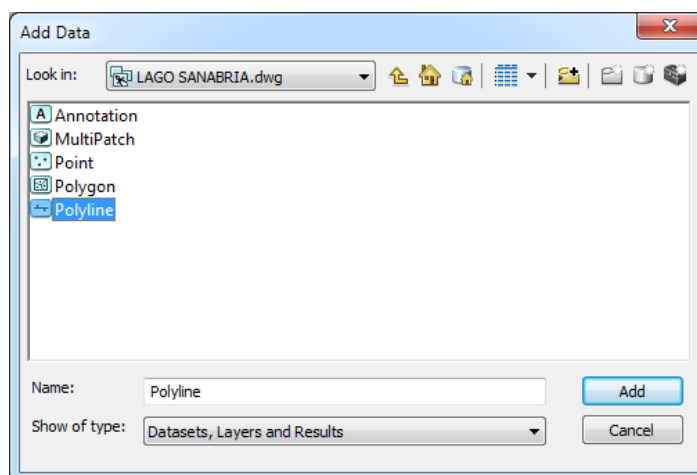 Add Data
Look in: LAGO SANABRIA.dwg
A Annotation
MultiPatch
Point
Polygon
Polyline
Name: Polyline Add
Show of type: Datasets, Layers and Results Cancel